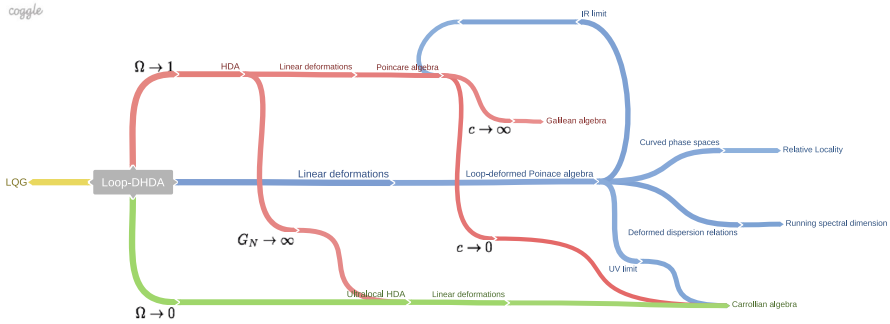 coggle
IR limit
Ω → 1
HDA
Linear deformations
Poincare algebra
c → ∞
Galilean algebra
Curved phase spaces
Relative Locality
LQG
Loop-DHDA
Linear deformations
Loop-deformed Poinace algebra
Running spectral dimension
Deformed dispersion relations
G_N → ∞
c → 0
UV limit
Ultralocal HDA
Linear deformations
Carrollian algebra
Ω → 0